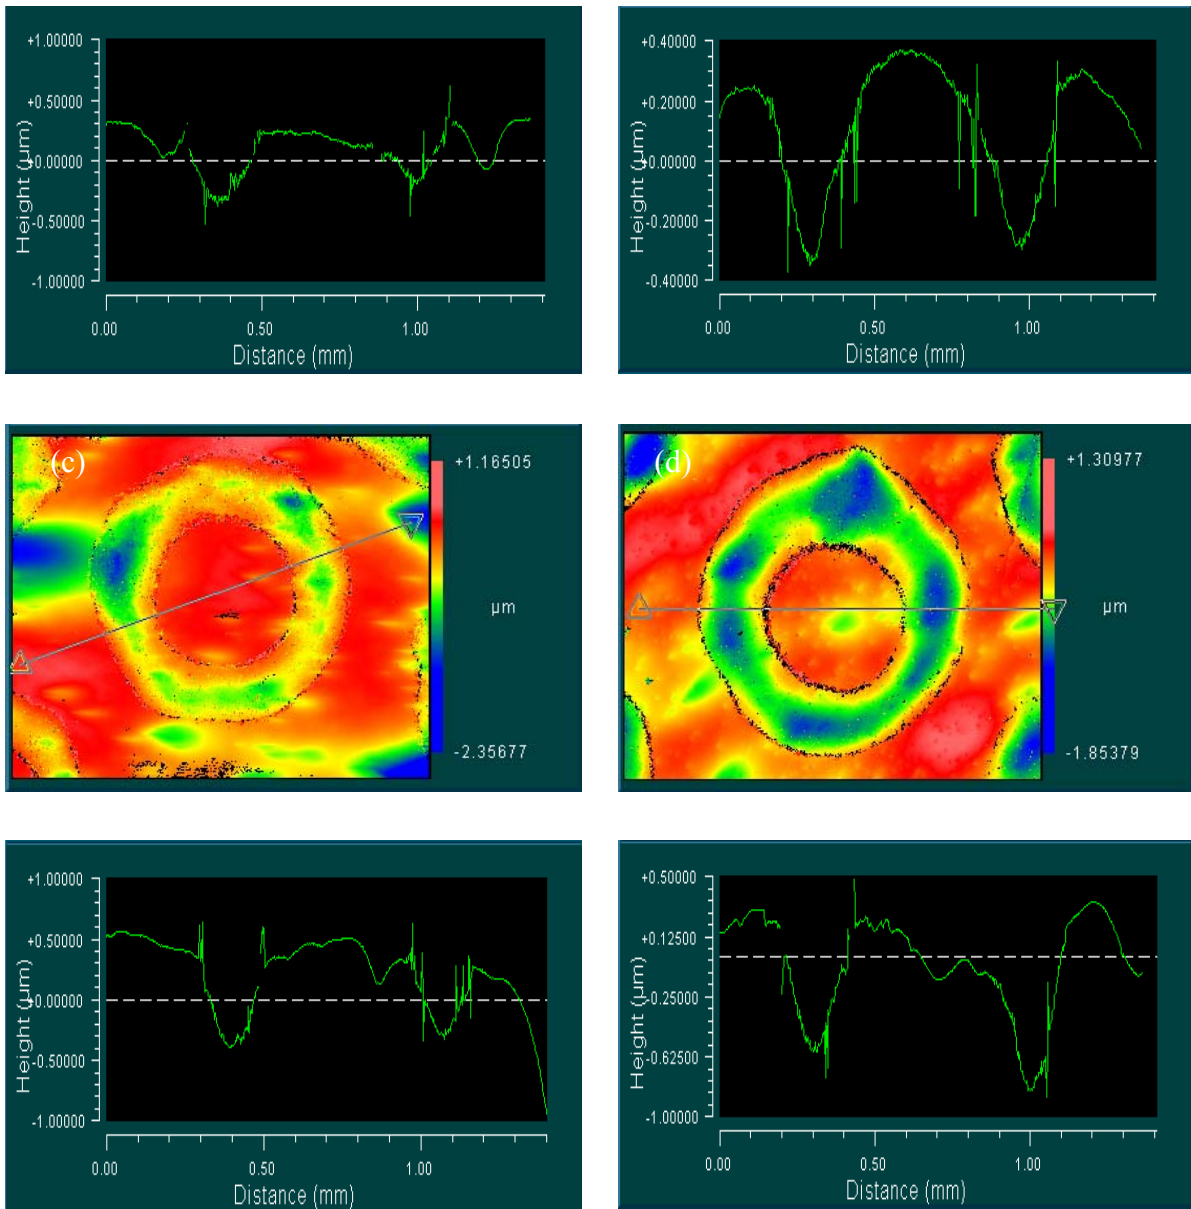 +1.00000
+0.50000
+0.00000
-0.50000
-1.00000
Height (µm)
0.00 0.50 1.00
Distance (mm)
+0.40000
+0.20000
+0.00000
-0.20000
-0.40000
Height (µm)
0.00 0.50 1.00
Distance (mm)
(c)
+1.16505
µm
-2.35677
(d)
+1.30977
µm
-1.85379
+1.00000
+0.50000
+0.00000
-0.50000
-1.00000
Height (µm)
0.00 0.50 1.00
Distance (mm)
+0.50000
+0.12500
-0.25000
-0.62500
-1.00000
Height (µm)
0.00 0.50 1.00
Distance (mm)